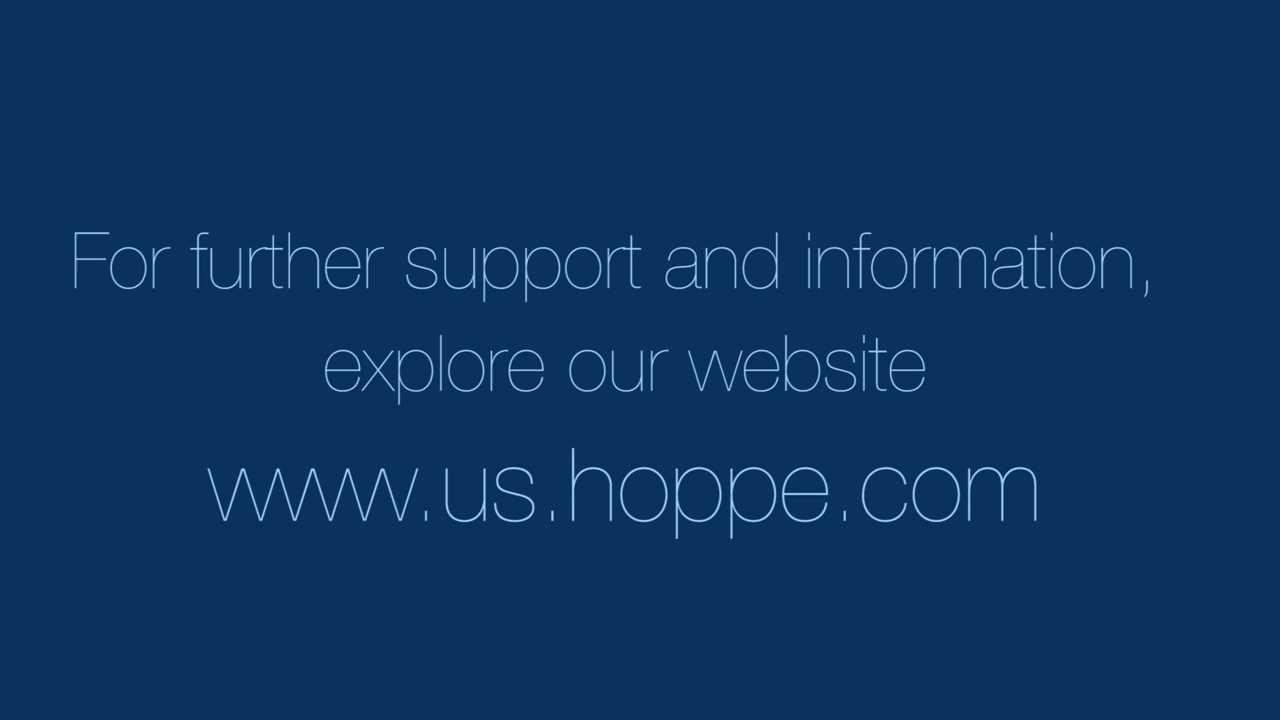 For further support and information,
explore our website
www.us.hoppe.com